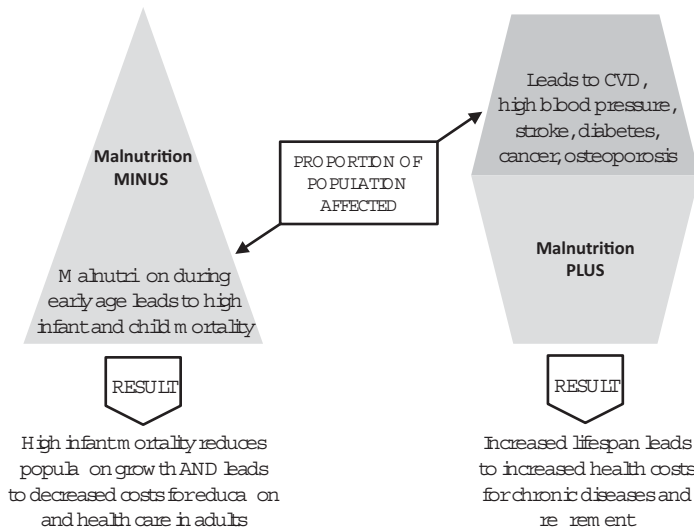 Malnutrition
MINUS
Malnutri on during
early age leads to high
infant and child mortality
RESULT
High infant mortality reduces
popula on growth AND leads
to decreased costs for educa on
and health care in adults
PROPORTION OF
POPULATION
AFFECTED
Leads to CVD,
high blood pressure,
stroke, diabetes,
cancer, osteoporosis
Malnutrition
PLUS
RESULT
Increased lifespan leads
to increased health costs
for chronic diseases and
re rement